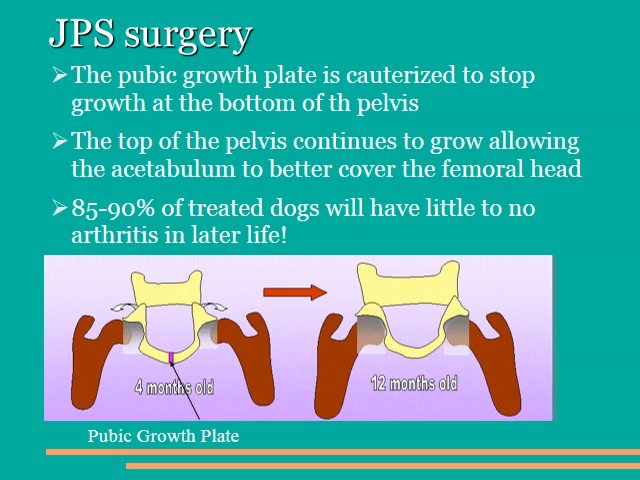 JPS surgery
The pubic growth plate is cauterized to stop
growth at the bottom of th pelvis
The top of the pelvis continues to grow allowing
the acetabulum to better cover the femoral head
85-90% of treated dogs will have little to no
arthritis in later life!
4 months old
12 months old
Pubic Growth Plate